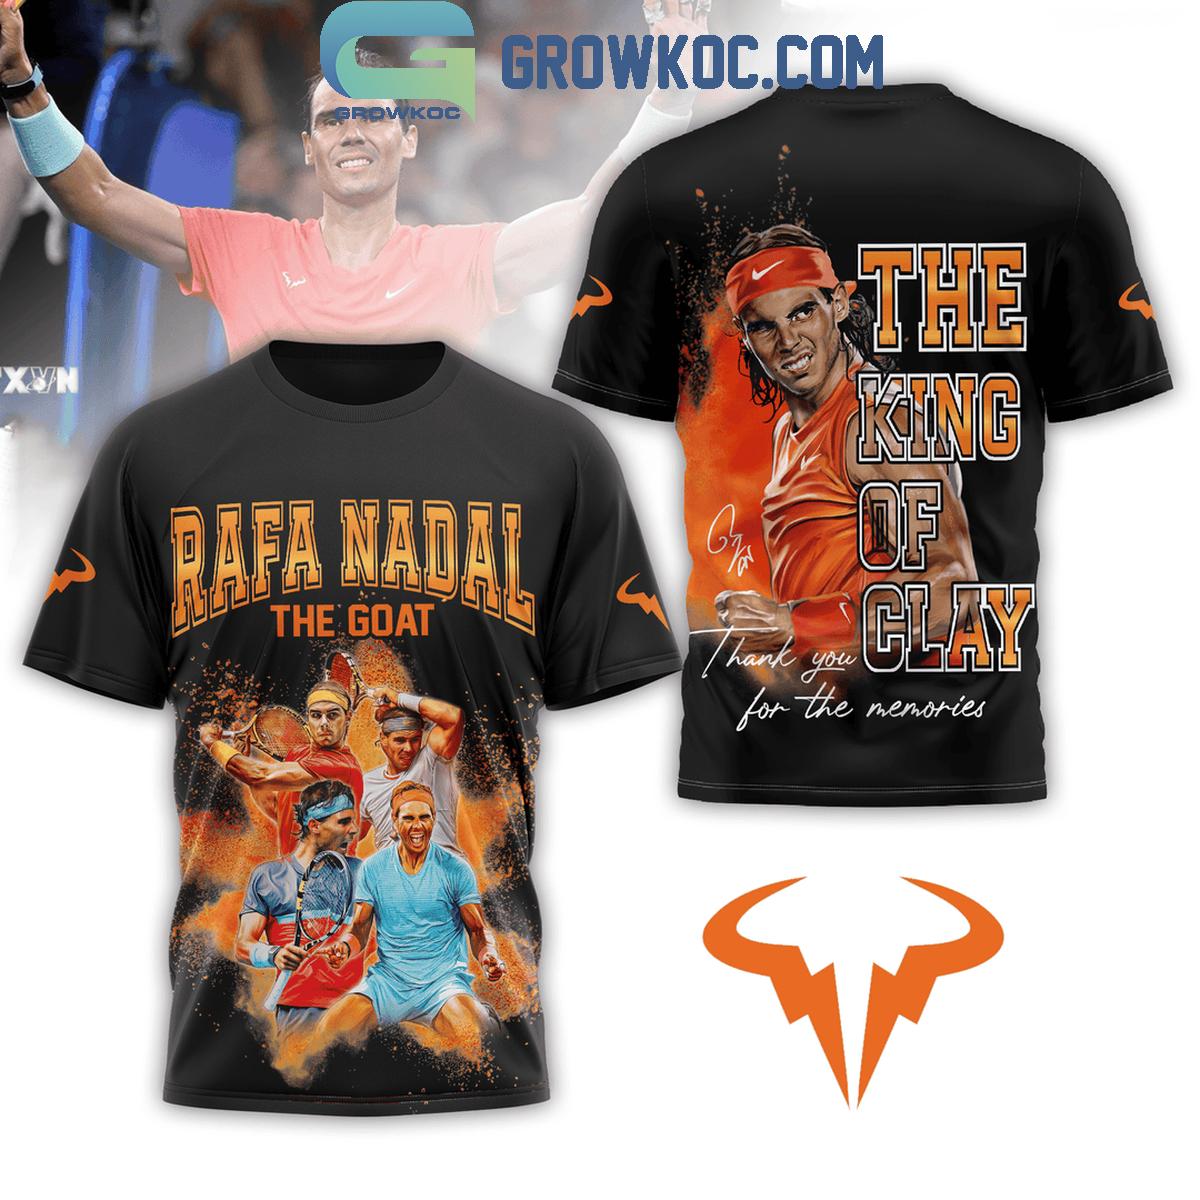 GROWKOC.COM
GROWKOC
RAFA NADAL
THE GOAT
THE
KING
OF
CLAY
Thank you
for the memories